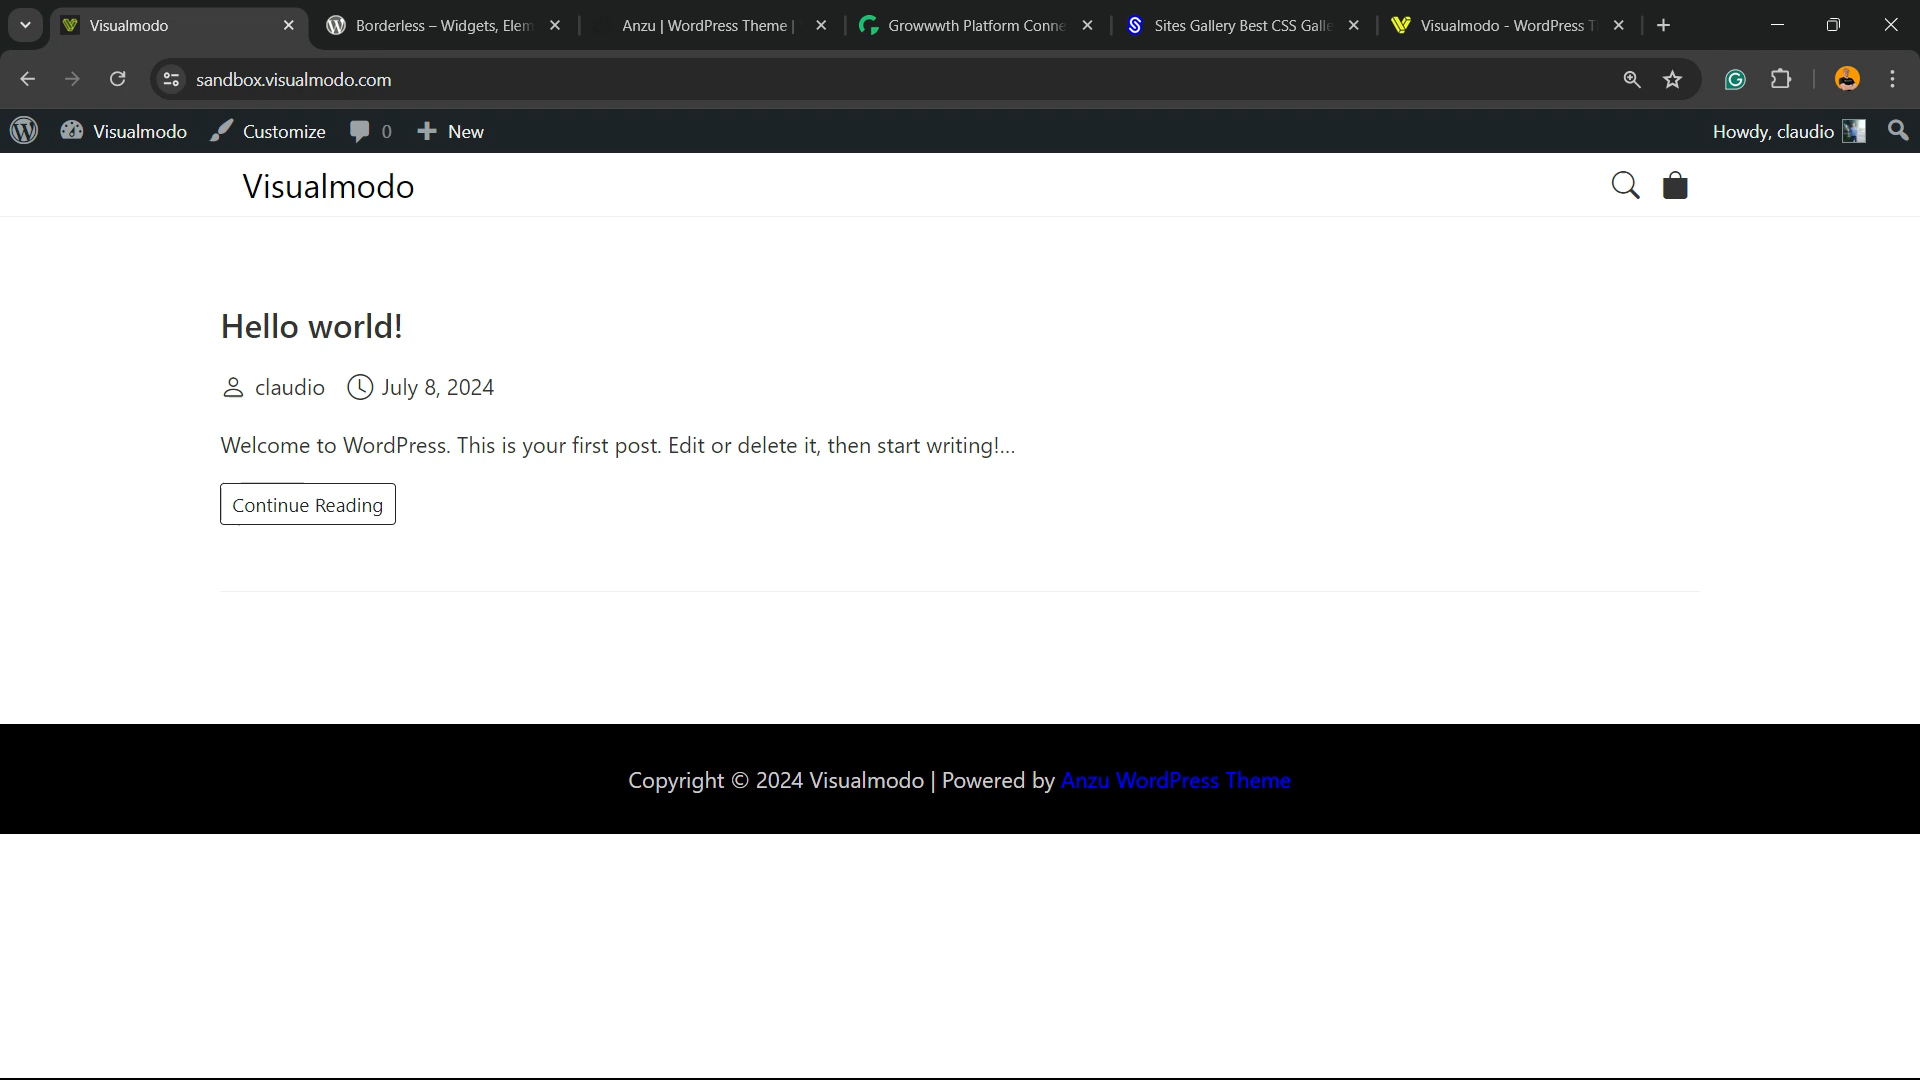 Visualmodo
Borderless – Widgets, Elem
Anzu | WordPress Theme |
Growwwth Platform Conne
Sites Gallery Best CSS Galle
Visualmodo - WordPress T
sandbox.visualmodo.com
Visualmodo
Customize
0
New
Howdy, claudio
Visualmodo
Hello world!
claudio
July 8, 2024
Welcome to WordPress. This is your first post. Edit or delete it, then start writing!...
Continue Reading
Copyright © 2024 Visualmodo | Powered by Anzu WordPress Theme